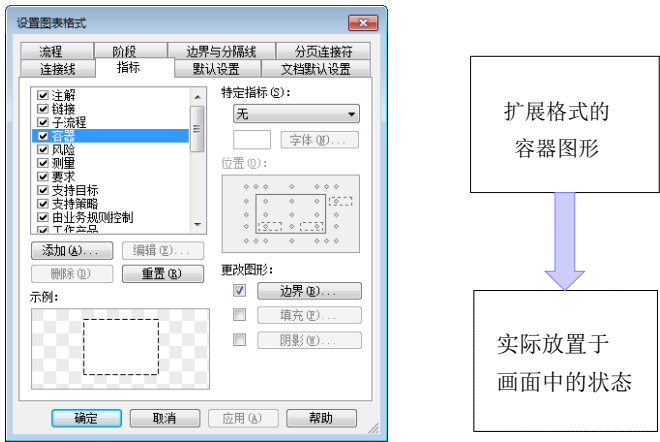 设置图表格式
流程 阶段 边界与分隔线 分页连接符
连接线 指标 默认设置 文档默认设置
注解
链接
子流程
容器
风险
测量
要求
支持目标
支持策略
由业务规则控制
工作产品
添加(A)... 编辑(E)...
删除(D) 重置(R)
示例:
特定指标(S):
无
字体(N)...
位置(O):
更改图形:
边界(B)...
填充(F)...
阴影(W)...
确定 取消 应用(A) 帮助
扩展格式的
容器图形
实际放置于
画面中的状态